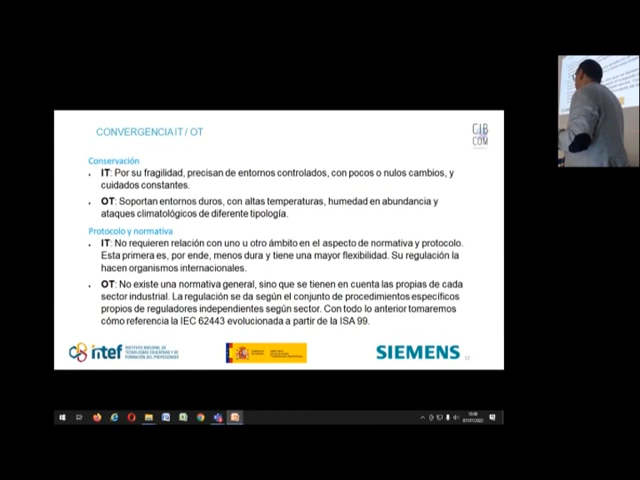 CONVERGENCIA IT / OT
CIB
COM
Conservación
IT: Por su fragilidad, precisan de entornos controlados, con pocos o nulos cambios, y
cuidados constantes.
OT: Soportan entornos duros, con altas temperaturas, humedad en abundancia y
ataques climatológicos de diferente tipología.
Protocolo y normativa
IT: No requieren relación con uno u otro ámbito en el aspecto de normativa y protocolo.
Esta primera es, por ende, menos dura y tiene una mayor flexibilidad. Su regulación la
hacen organismos internacionales.
OT: No existe una normativa general, sino que se tienen en cuenta las propias de cada
sector industrial. La regulación se da según el conjunto de procedimientos específicos
propios de reguladores independientes según sector. Con todo lo anterior tomaremos
cómo referencia la IEC 62443 evolucionada a partir de la ISA 99.
intef
INSTITUTO NACIONAL DE
TECNOLOGÍAS EDUCATIVAS Y DE
FORMACIÓN DEL PROFESORADO
SIEMENS
12
07/07/2022